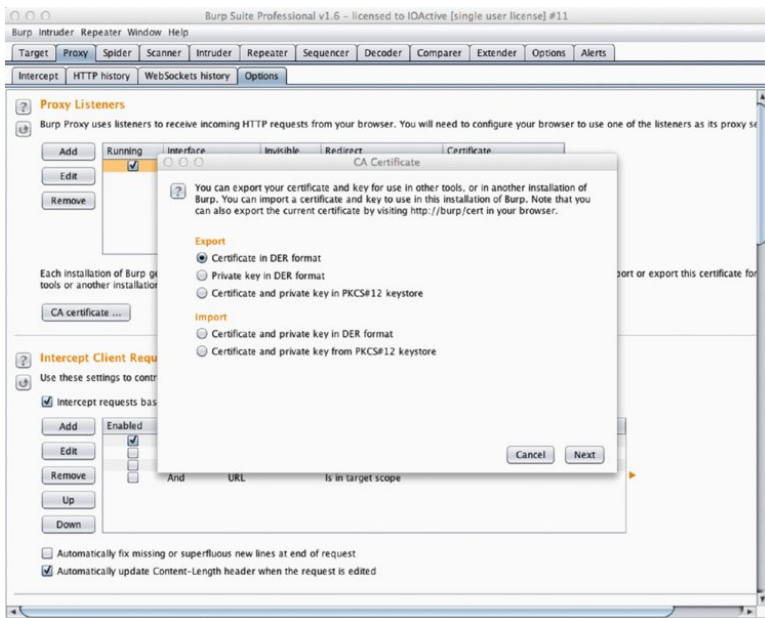 Burp Suite Professional v1.6 - licensed to IOActive [single user license] #11
Burp Intruder Repeater Window Help
Target Proxy Spider Scanner Intruder Repeater Sequencer Decoder Comparer Extender Options Alerts
Intercept HTTP history WebSockets history Options
? Proxy Listeners
Burp Proxy uses listeners to receive incoming HTTP requests from your browser. You will need to configure your browser to use one of the listeners as its proxy se
Add Running Interface Invisible Redirect Certificate
Edit
Remove
CA Certificate
? You can export your certificate and key for use in other tools, or in another installation of
Burp. You can import a certificate and key to use in this installation of Burp. Note that you
can also export the current certificate by visiting http://burp/cert in your browser.
Export
Certificate in DER format
Private key in DER format
Certificate and private key in PKCS#12 keystore
Import
Certificate and private key in DER format
Certificate and private key from PKCS#12 keystore
Cancel Next
Each installation of Burp ge port or export this certificate for
tools or another installation
CA certificate ...
? Intercept Client Requ
Use these settings to contr
Intercept requests bas
Add Enabled
Edit
Remove And URL Is in target scope
Up
Down
Automatically fix missing or superfluous new lines at end of request
Automatically update Content-Length header when the request is edited